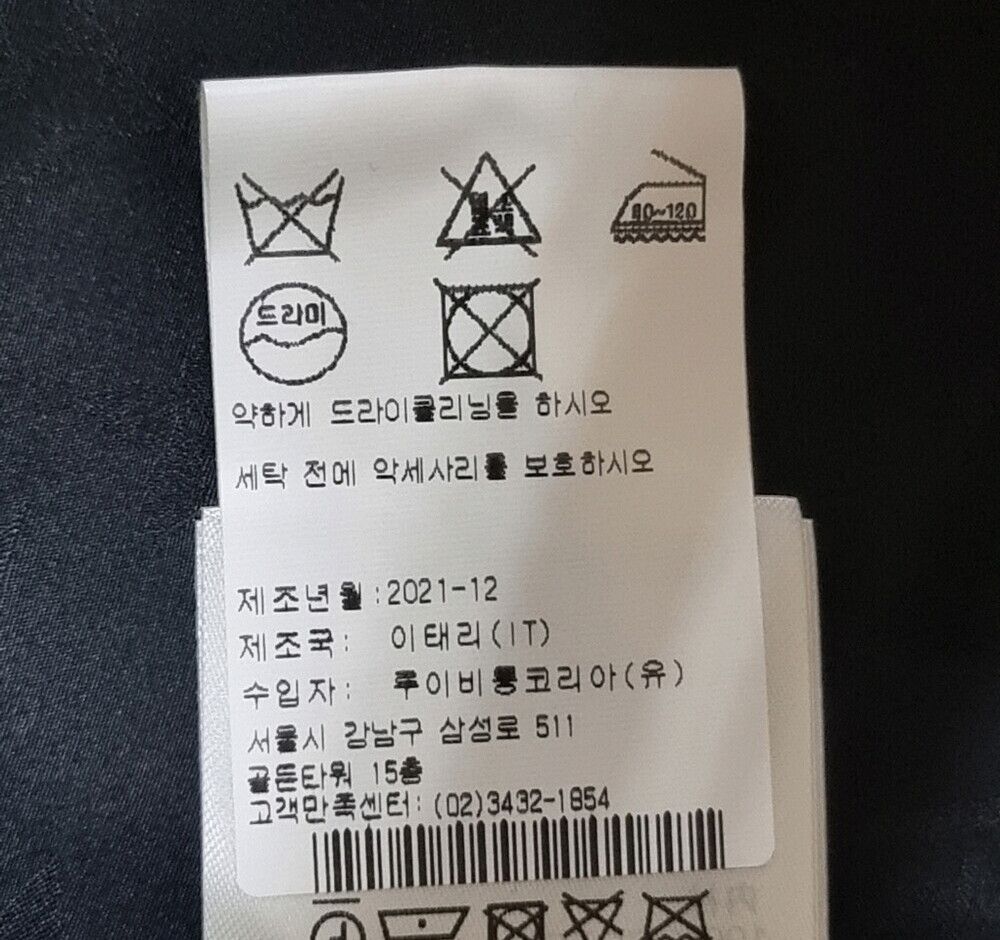 80~120
드라이
약하게 드라이클리닝을 하시오
세탁 전에 악세사리를 보호하시오
제조년월:2021-12
제조국: 이태리(IT)
수입자: 루이비통코리아(유)
서울시 강남구 삼성로 511
골든타워 15층
고객만족센터: (02)3432-1854